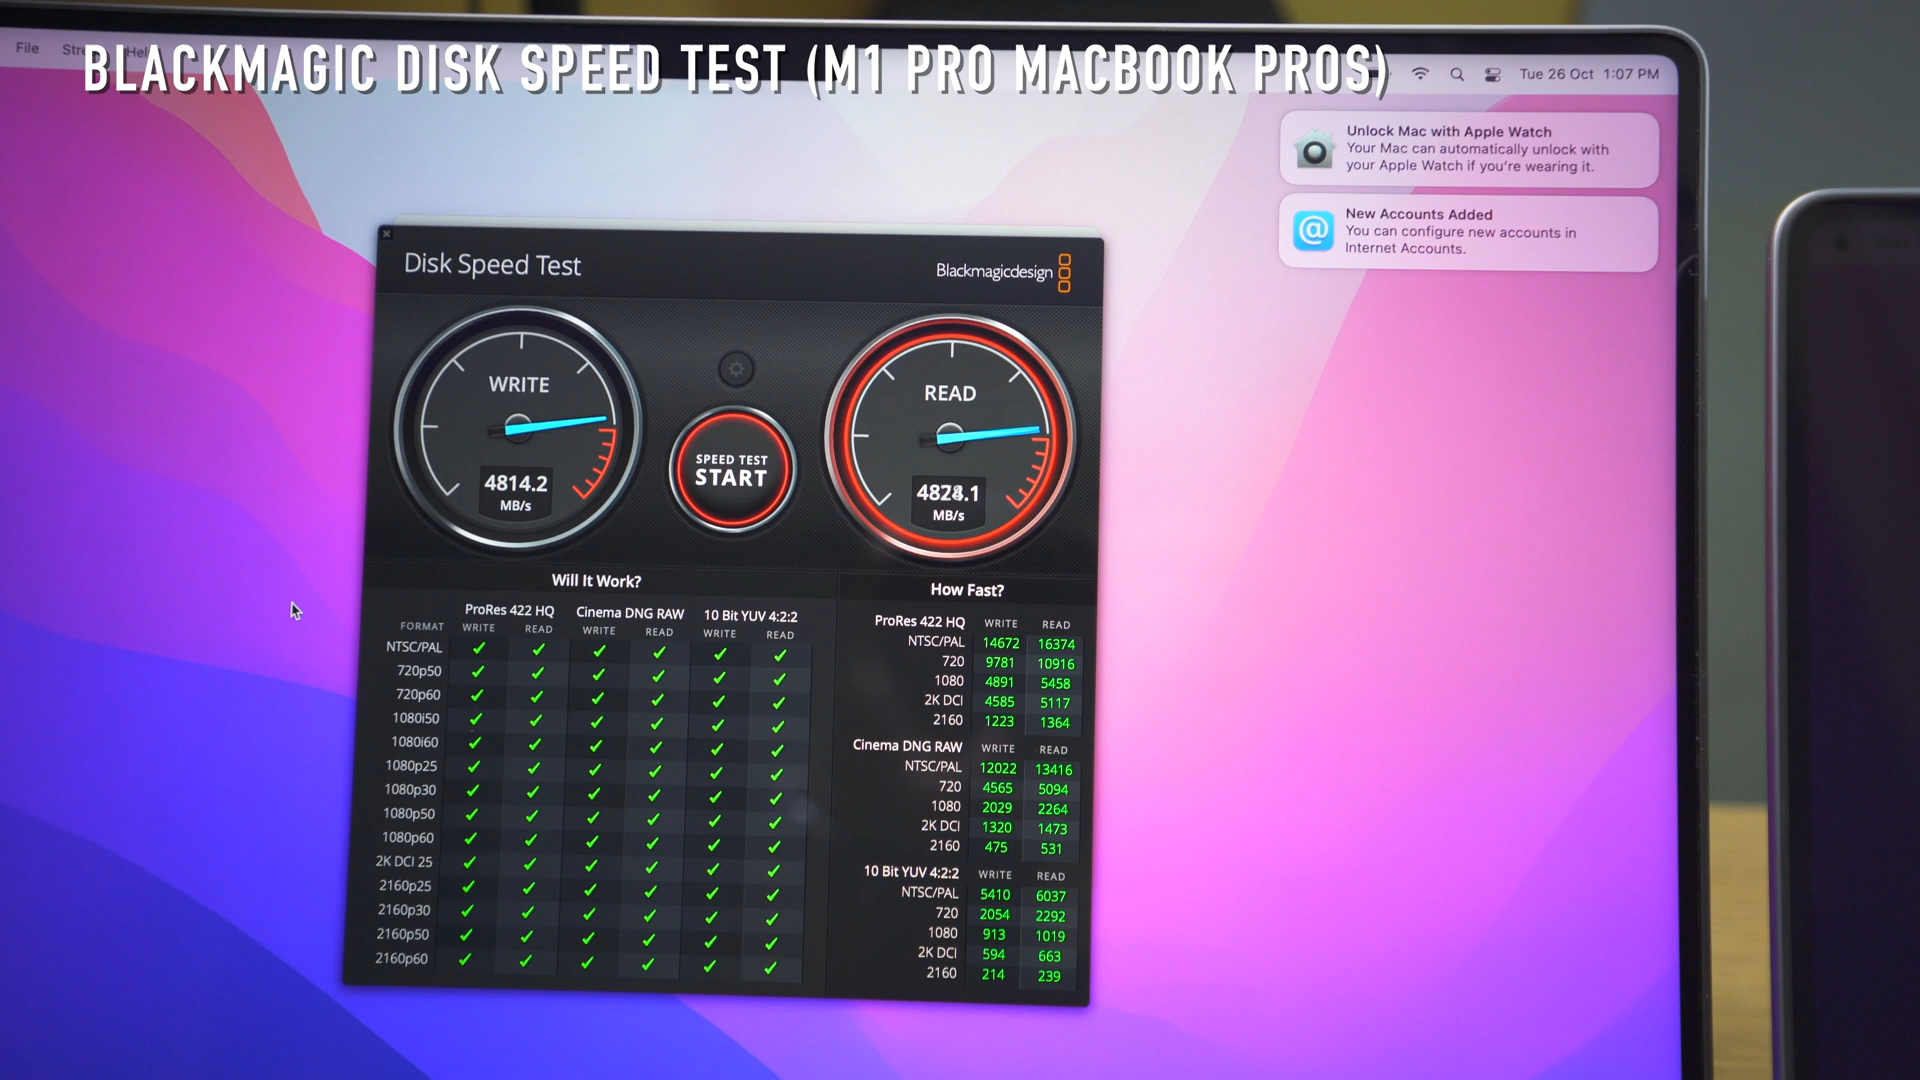 BLACKMAGIC DISK SPEED TEST (M1 PRO MACBOOK PROS)
File
Tue 26 Oct 1:07 PM
Unlock Mac with Apple Watch
Your Mac can automatically unlock with
your Apple Watch if you're wearing it.
New Accounts Added
You can configure new accounts in
Internet Accounts.
Disk Speed Test
Blackmagicdesign
WRITE
4814.2
MB/s
SPEED TEST
START
READ
MB/s
Will It Work?
ProRes 422 HQ Cinema DNG RAW 10 Bit YUV 4:2:2
FORMAT WRITE READ WRITE READ WRITE READ
NTSC/PAL ✓ ✓ ✓ ✓ ✓ ✓
720p50 ✓ ✓ ✓ ✓ ✓ ✓
720p60 ✓ ✓ ✓ ✓ ✓ ✓
1080i50 ✓ ✓ ✓ ✓ ✓ ✓
1080i60 ✓ ✓ ✓ ✓ ✓ ✓
1080p25 ✓ ✓ ✓ ✓ ✓ ✓
1080p30 ✓ ✓ ✓ ✓ ✓ ✓
1080p50 ✓ ✓ ✓ ✓ ✓ ✓
1080p60 ✓ ✓ ✓ ✓ ✓ ✓
2K DCI 25 ✓ ✓ ✓ ✓ ✓ ✓
2160p25 ✓ ✓ ✓ ✓ ✓ ✓
2160p30 ✓ ✓ ✓ ✓ ✓ ✓
2160p50 ✓ ✓ ✓ ✓ ✓ ✓
2160p60 ✓ ✓ ✓ ✓ ✓ ✓
How Fast?
ProRes 422 HQ WRITE READ
NTSC/PAL 14672 16374
720 9781 10916
1080 4891 5458
2K DCI 4585 5117
2160 1223 1364
Cinema DNG RAW WRITE READ
NTSC/PAL 12022 13416
720 4565 5094
1080 2029 2264
2K DCI 1320 1473
2160 475 531
10 Bit YUV 4:2:2 WRITE READ
NTSC/PAL 5410 6037
720 2054 2292
1080 913 1019
2K DCI 594 663
2160 214 239